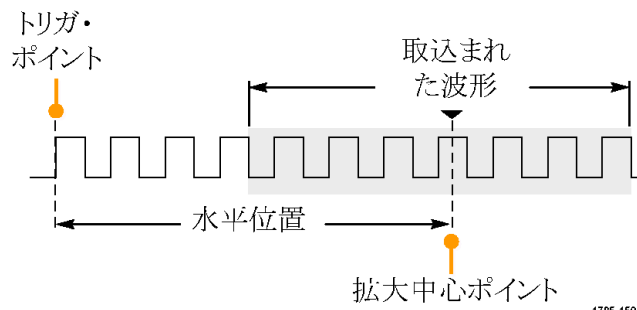 トリガ・
ポイント
取込まれ
た波形
水平位置
拡大中心ポイント